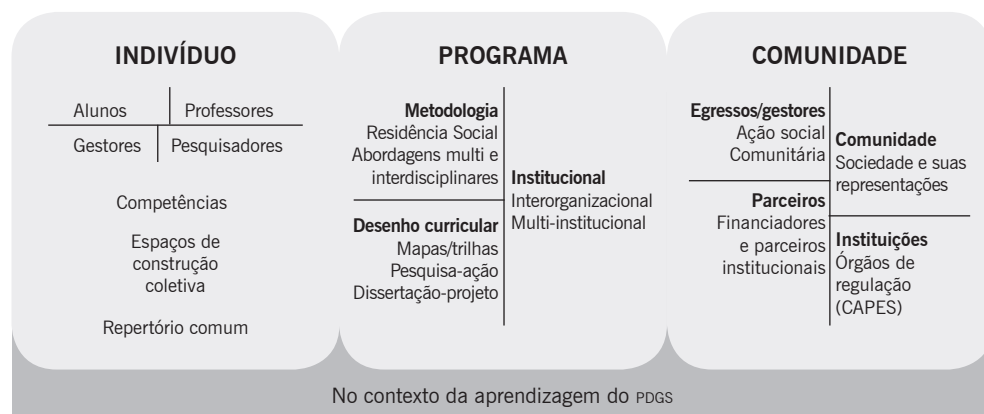 INDIVÍDUO
Alunos
Professores
Gestores
Pesquisadores
Competências
Espaços de
construção
coletiva
Repertório comum
PROGRAMA
Metodologia
Residência Social
Abordagens multi e
interdisciplinares
Desenho curricular
Mapas/trilhas
Pesquisa-ação
Dissertação-projeto
Institucional
Interorganizacional
Multi-institucional
COMUNIDADE
Egressos/gestores
Ação social
Comunitária
Parceiros
Financiadores
e parceiros
institucionais
Comunidade
Sociedade e suas
representações
Instituições
Órgãos de
regulação
(CAPES)
No contexto da aprendizagem do PDGS